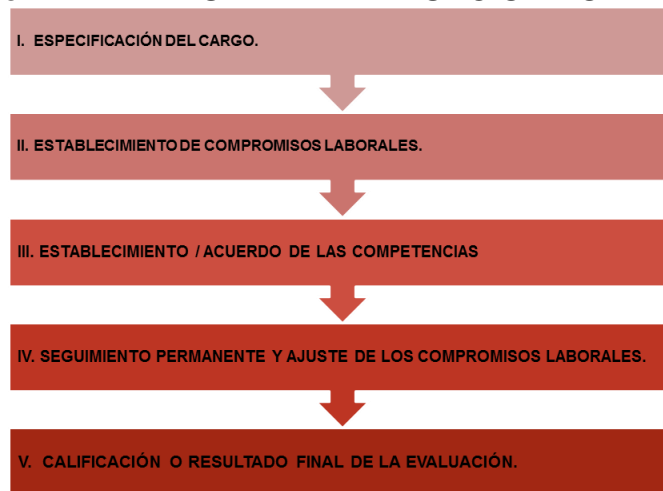 I. ESPECIFICACIÓN DEL CARGO.
II. ESTABLECIMIENTO DE COMPROMISOS LABORALES.
III. ESTABLECIMIENTO / ACUERDO DE LAS COMPETENCIAS
IV. SEGUIMIENTO PERMANENTE Y AJUSTE DE LOS COMPROMISOS LABORALES.
V. CALIFICACIÓN O RESULTADO FINAL DE LA EVALUACIÓN.